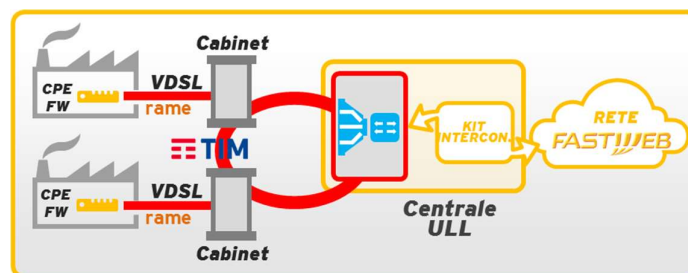 Cabinet
CPE
FW
VDSL
rame
TIM
KIT
INTERCON.
RETE
FASTWEB
CPE
FW
VDSL
rame
Cabinet
Centrale
ULL